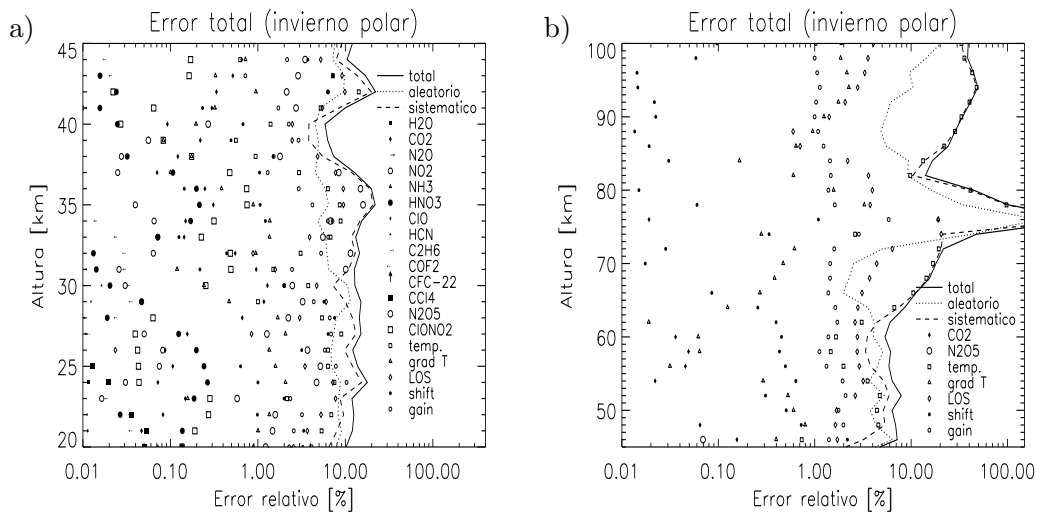 a)
Error total (invierno polar)
45
40
35
30
25
20
Altura [km]
0.01
0.10
1.00
10.00
100.00
Error relativo [%]
total
aleatorio
sistematico
H2O
CO2
N2O
NO2
NH3
HNO3
ClO
HCN
C2H6
COF2
CFC-22
CCl4
N2O5
ClONO2
temp.
grad T
LOS
shift
gain
b)
Error total (invierno polar)
100
90
80
70
60
50
Altura [km]
0.01
0.10
1.00
10.00
100.00
Error relativo [%]
total
aleatorio
sistematico
CO2
N2O5
temp.
grad T
LOS
shift
gain